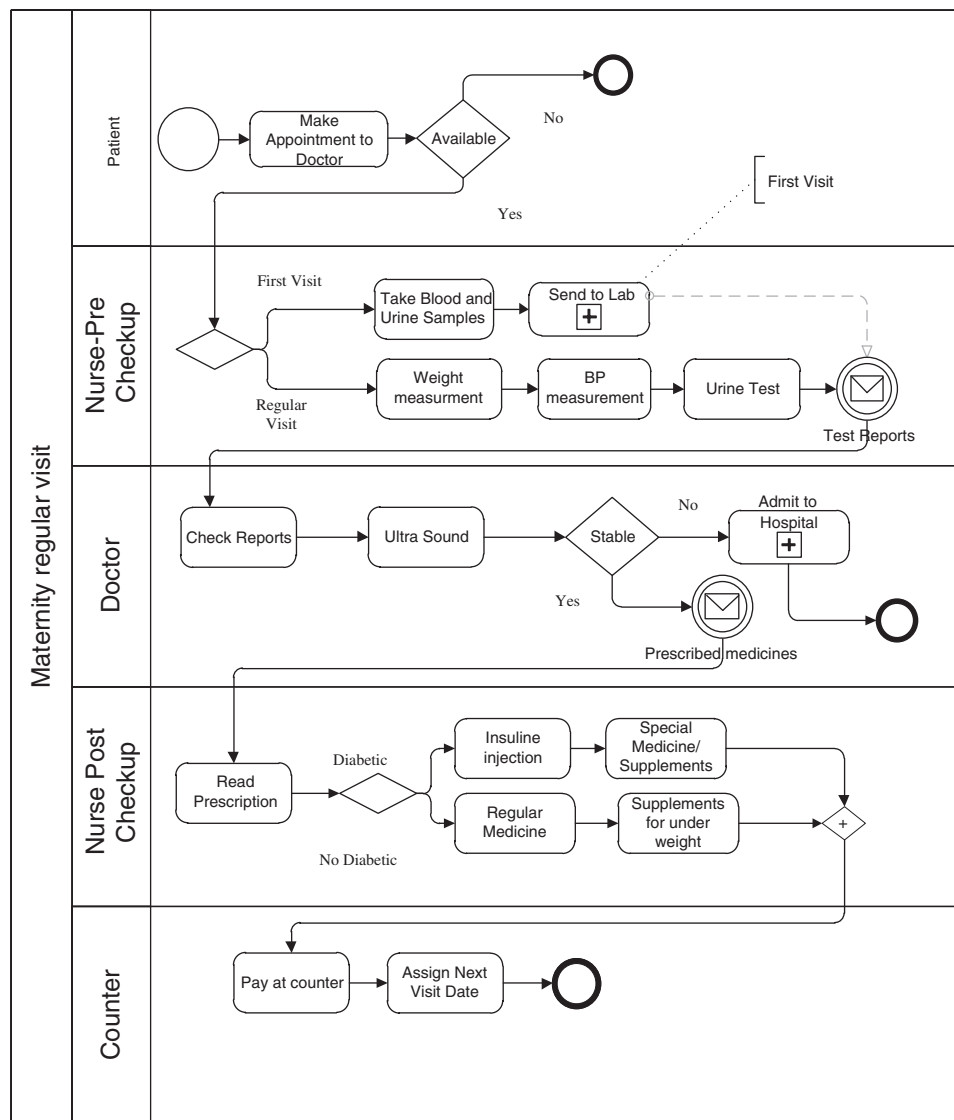 Maternity regular visit
Patient
Make
Appointment to
Doctor
Available
No
Yes
First Visit
Nurse-Pre
Checkup
First Visit
Take Blood and
Urine Samples
Send to Lab
+
Regular
Visit
Weight
measurment
BP
measurement
Urine Test
Test Reports
Doctor
Check Reports
Ultra Sound
Stable
No
Admit to
Hospital
+
Yes
Prescribed medicines
Nurse Post
Checkup
Read
Prescription
Diabetic
No Diabetic
Insuline
injection
Special
Medicine/
Supplements
Regular
Medicine
Supplements
for under
weight
+
Counter
Pay at counter
Assign Next
Visit Date